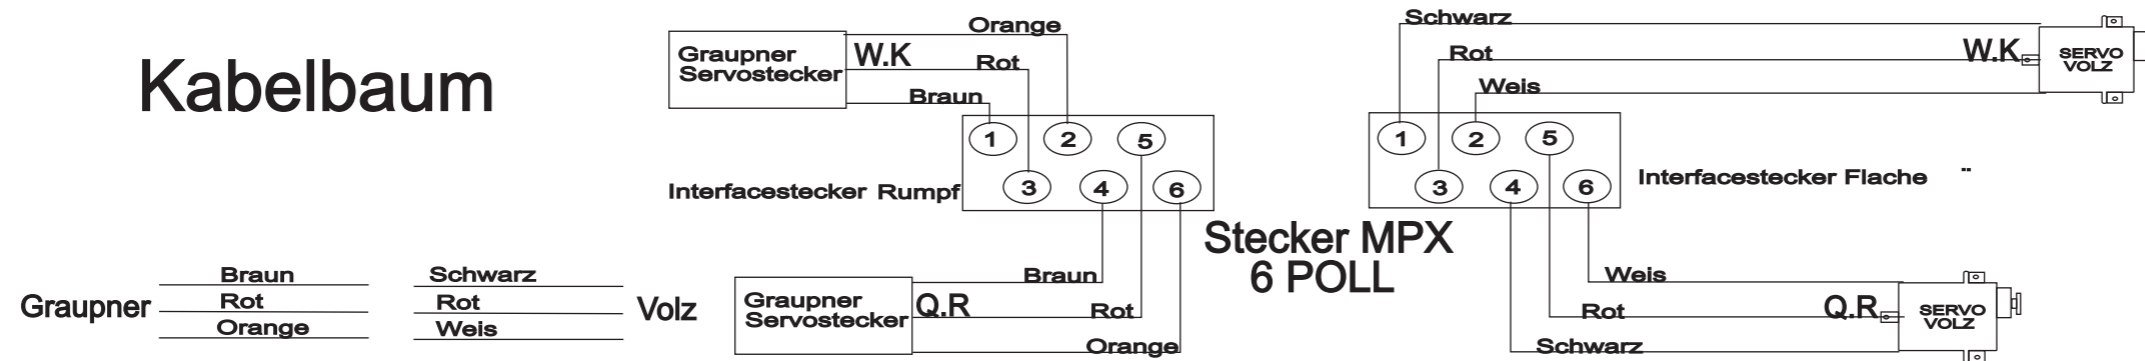 Kabelbaum
Graupner
Servostecker
W.K
Orange
Rot
Braun
1 2 5
3 4 6
Interfacestecker Rumpf
Schwarz
Rot
Weis
W.K
SERVO
VOLZ
1 2 5
3 4 6
Interfacestecker Flache ¨
Stecker MPX
6 POLL
Graupner
Braun
Rot
Orange
Schwarz
Rot
Weis
Volz
Graupner
Servostecker
Q.R
Braun
Rot
Orange
Weis
Rot
Schwarz
Q.R
SERVO
VOLZ